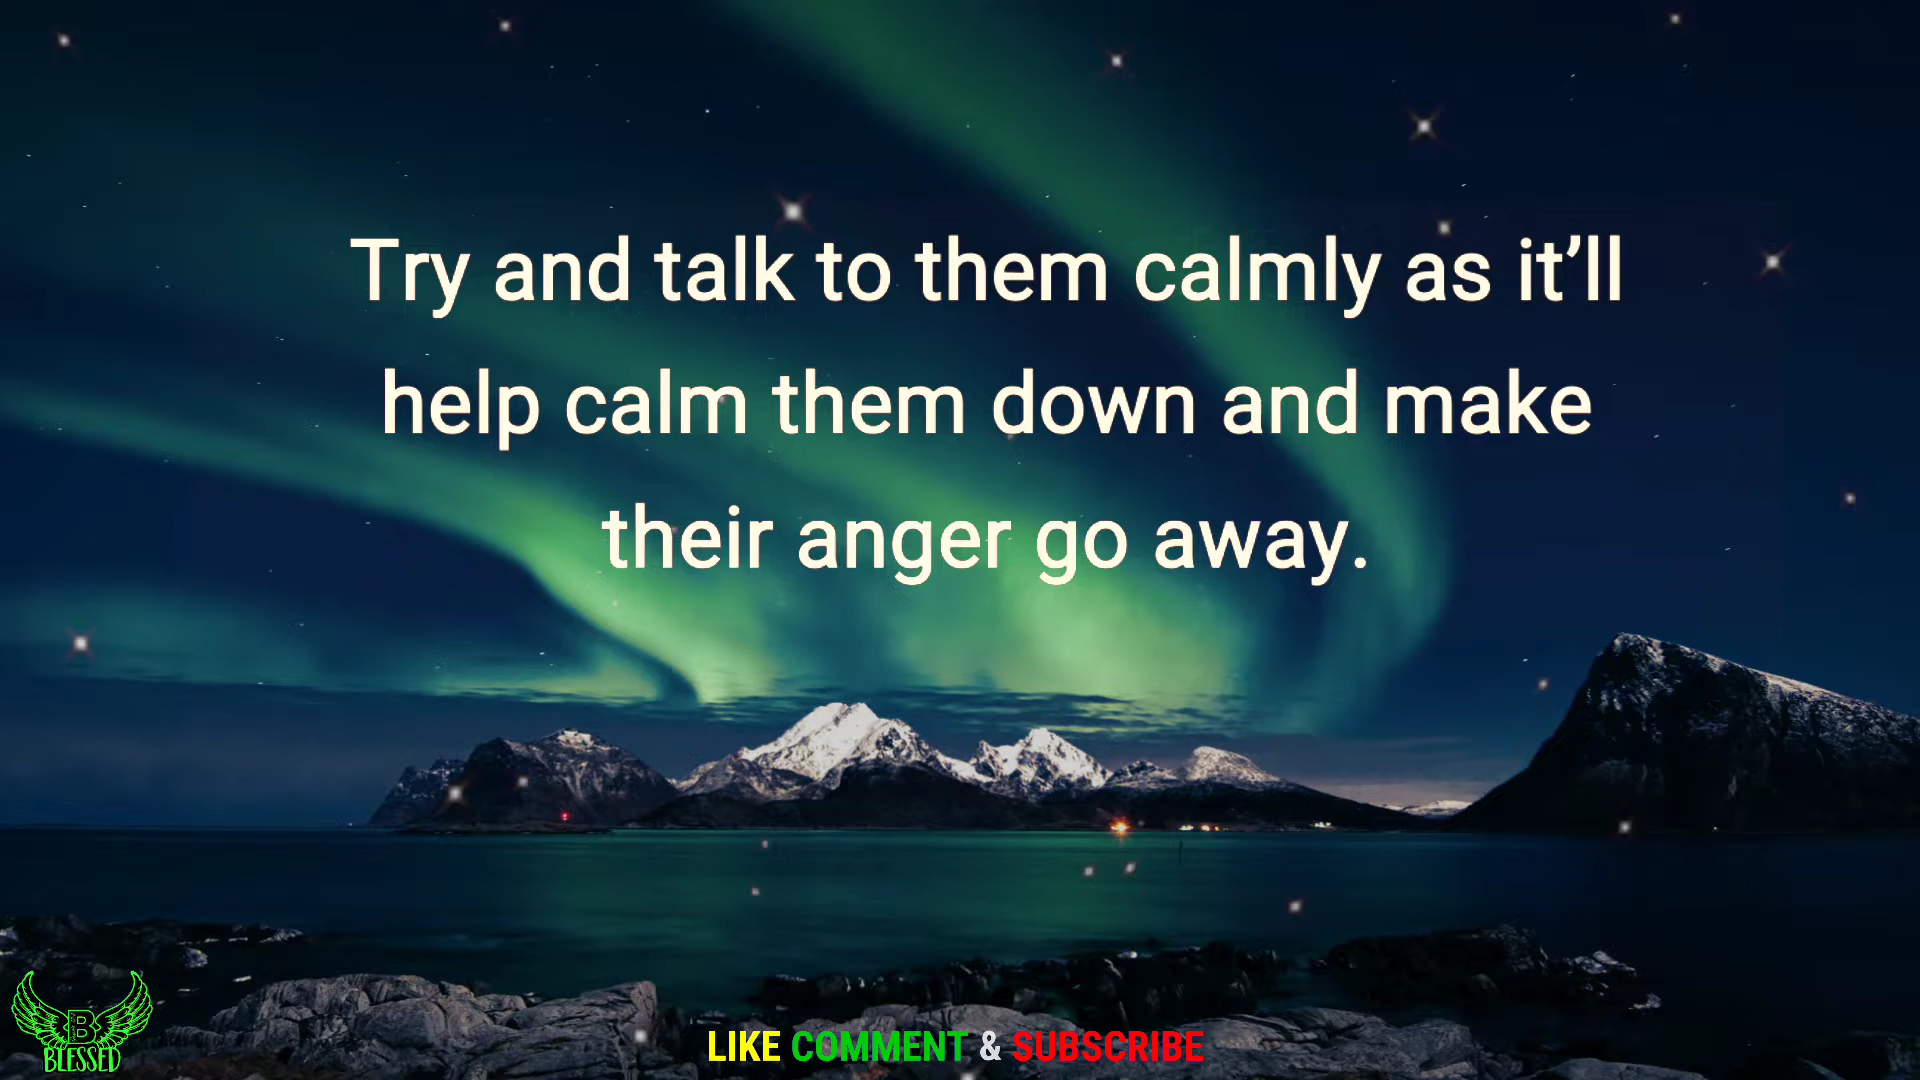 Try and talk to them calmly as it’ll
help calm them down and make
their anger go away.
B
BLESSED
LIKE COMMENT & SUBSCRIBE